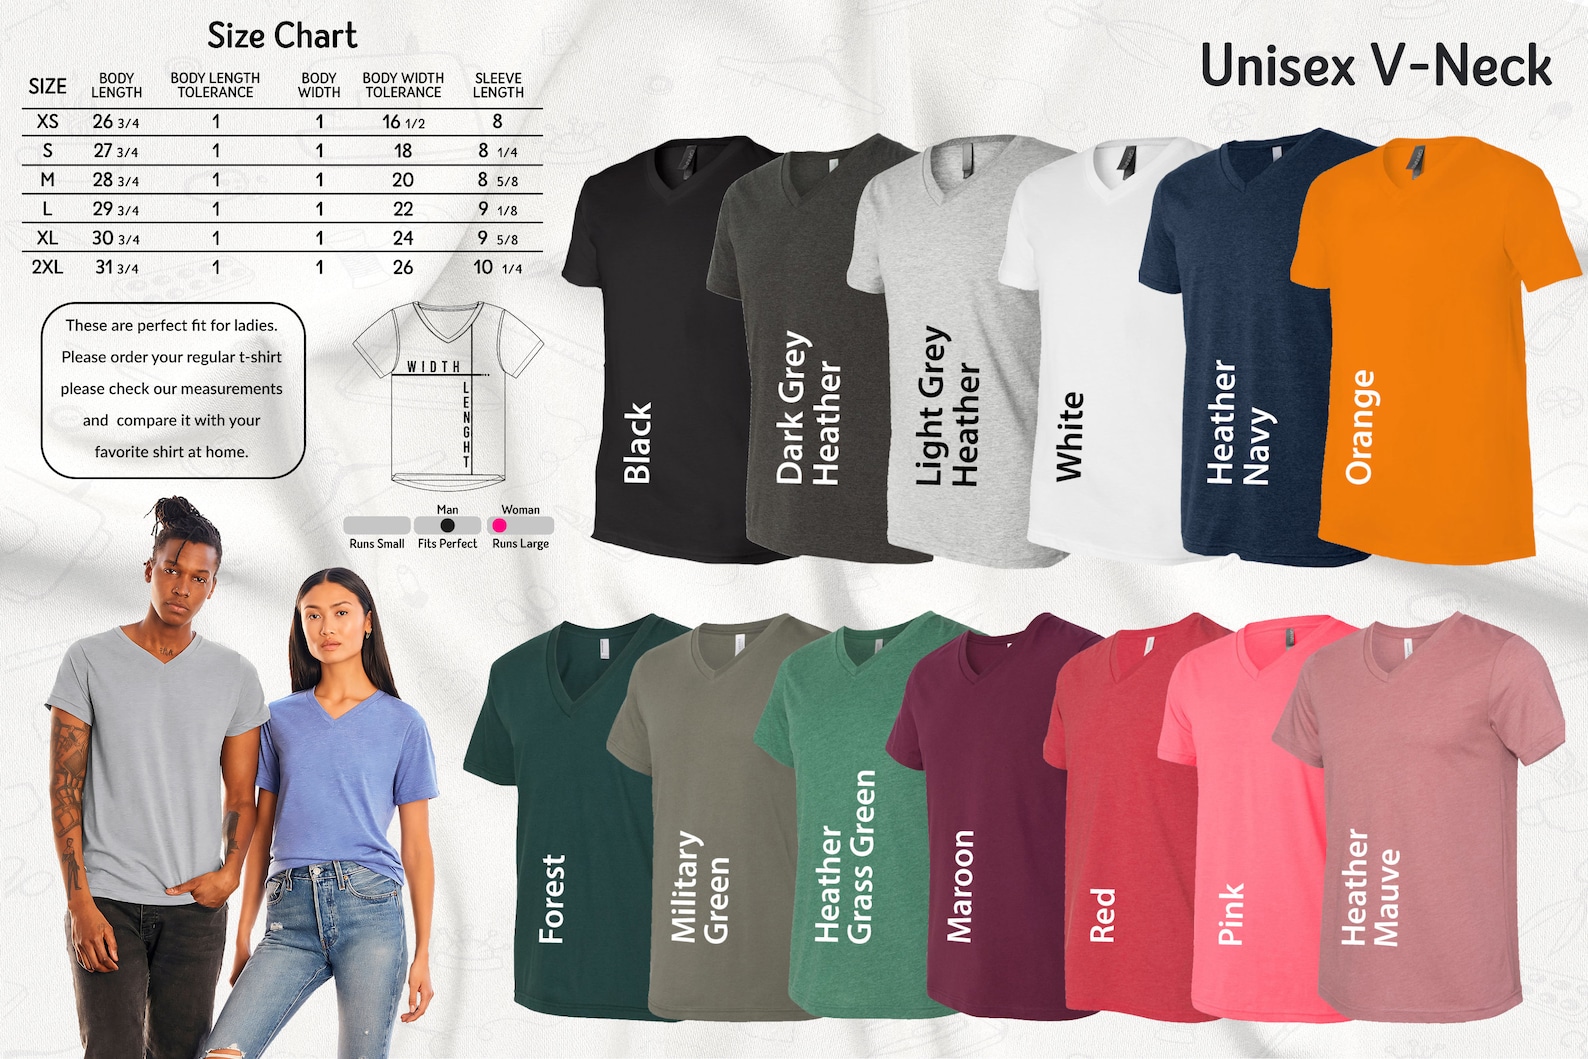 Size Chart
Unisex V-Neck
SIZE BODY LENGTH BODY LENGTH TOLERANCE BODY WIDTH BODY WIDTH TOLERANCE SLEEVE LENGTH
XS 26 3/4 1 1 16 1/2 8
S 27 3/4 1 1 18 8 1/4
M 28 3/4 1 1 20 8 5/8
L 29 3/4 1 1 22 9 1/8
XL 30 3/4 1 1 24 9 5/8
2XL 31 3/4 1 1 26 10 1/4
These are perfect fit for ladies.
Please order your regular t-shirt
please check our measurements
and compare it with your
favorite shirt at home.
WIDTH
LENGHT
Man Woman
Runs Small Fits Perfect Runs Large
Black
Dark Grey
Heather
Light Grey
Heather
White
Heather
Navy
Orange
Forest
Military
Green
Heather
Grass Green
Maroon
Red
Pink
Heather
Mauve